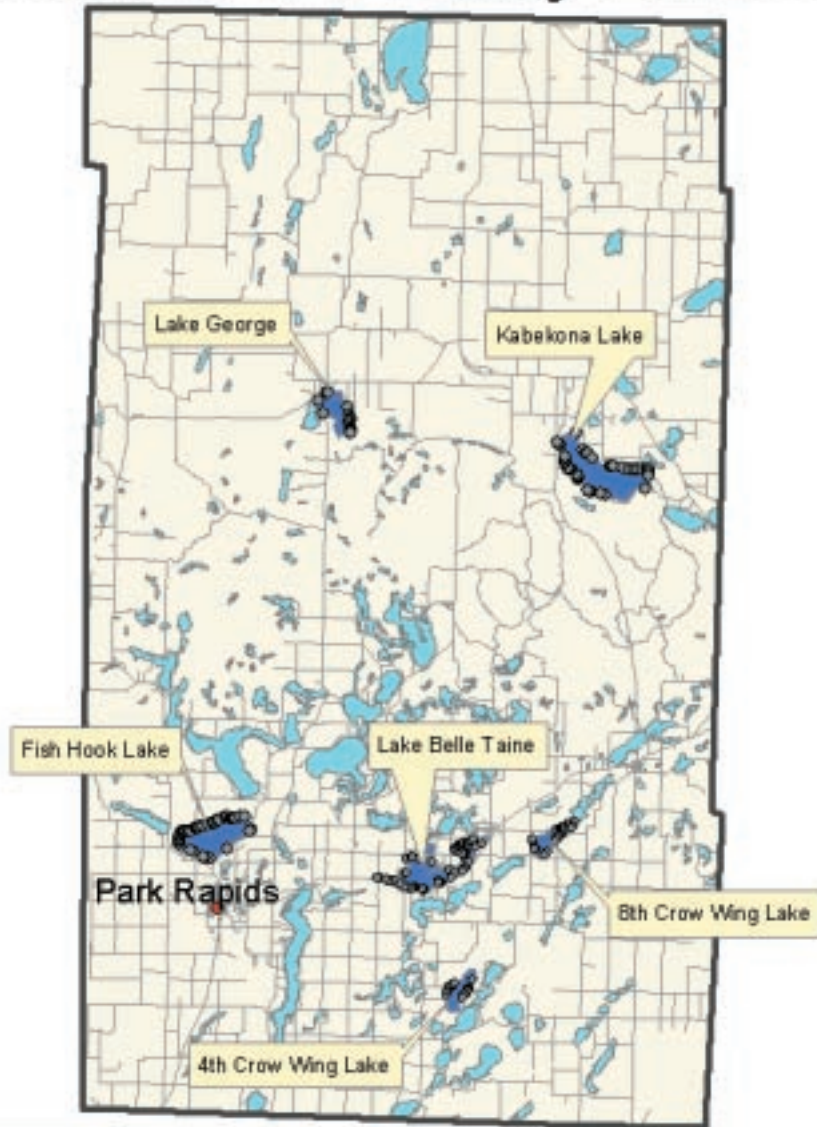 Lake George
Kabekona Lake
Fish Hook Lake
Lake Belle Taine
Park Rapids
8th Crow Wing Lake
4th Crow Wing Lake